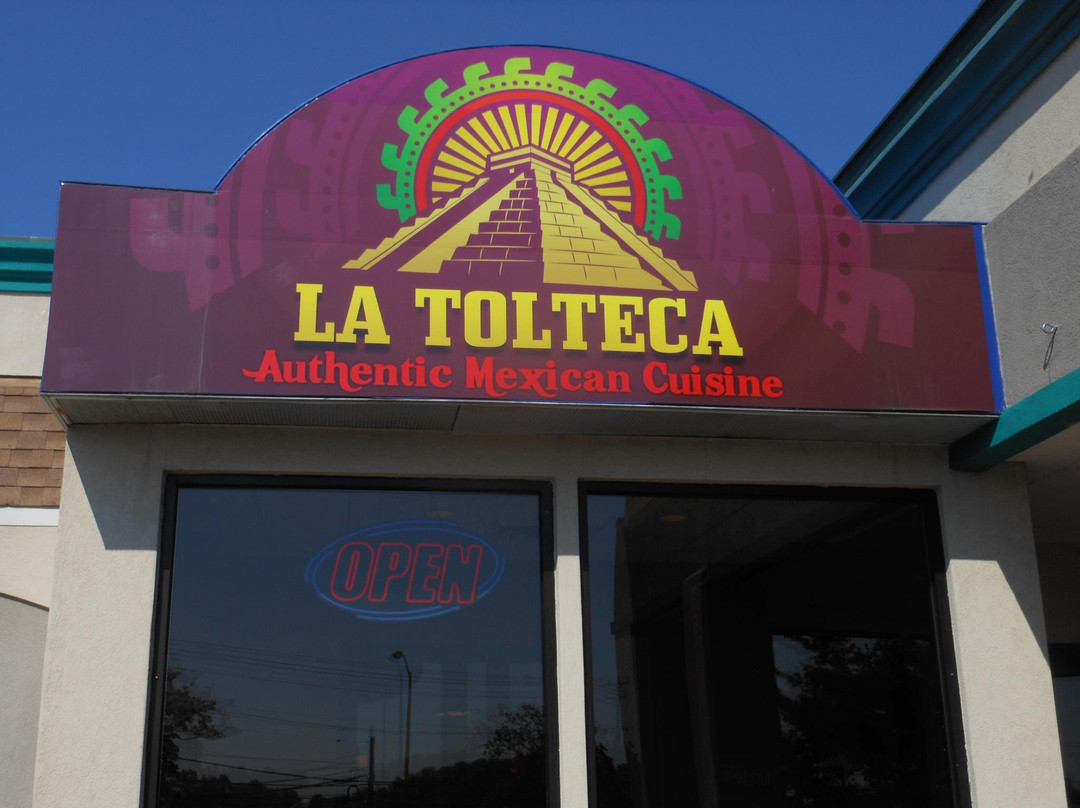 LA TOLTECA
Authentic Mexican Cuisine
OPEN